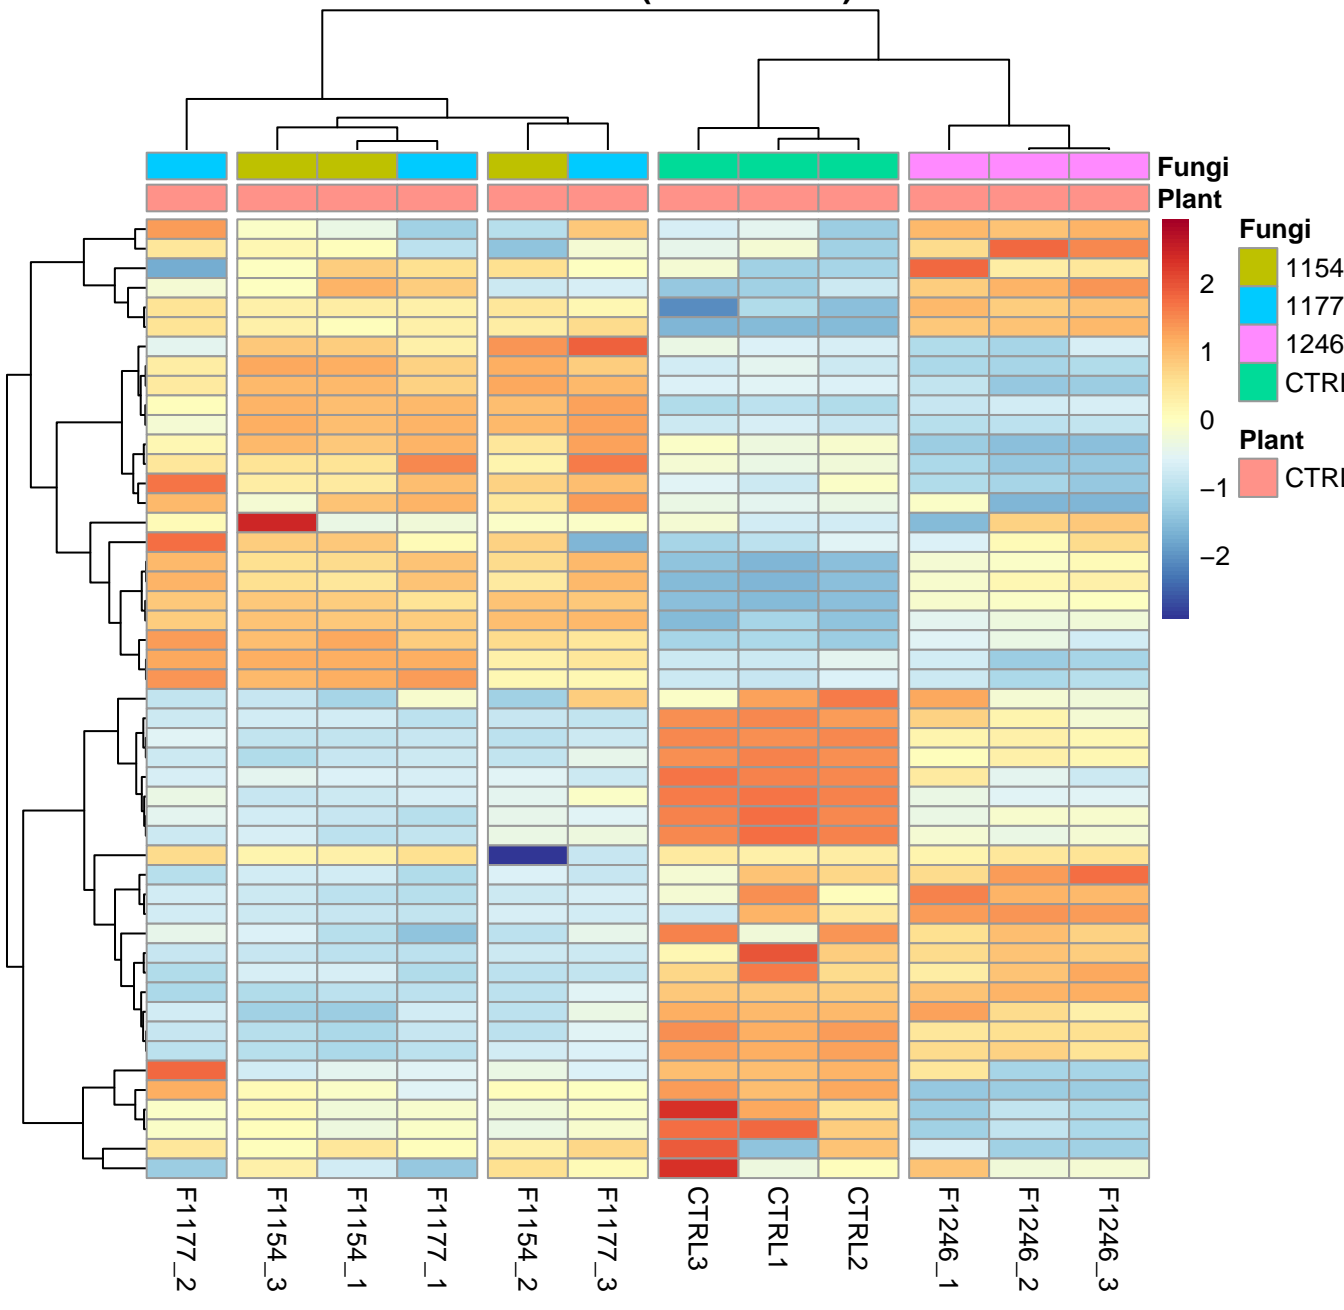 Fungi
Plant
2
1
0
−1
−2
Fungi
1154
1177
1246
CTRL
Plant
CTRL
F1177_2
F1154_3
F1154_1
F1177_1
F1154_2
F1177_3
CTRL3
CTRL1
CTRL2
F1246_1
F1246_2
F1246_3